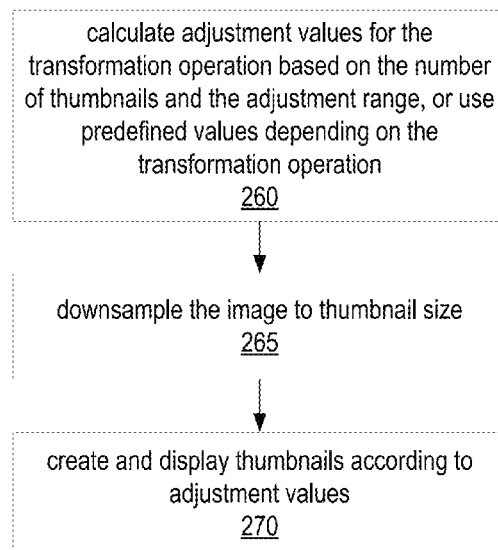 calculate adjustment values for the
transformation operation based on the number
of thumbnails and the adjustment range, or use
predefined values depending on the
transformation operation
260
downsample the image to thumbnail size
265
create and display thumbnails according to
adjustment values
270